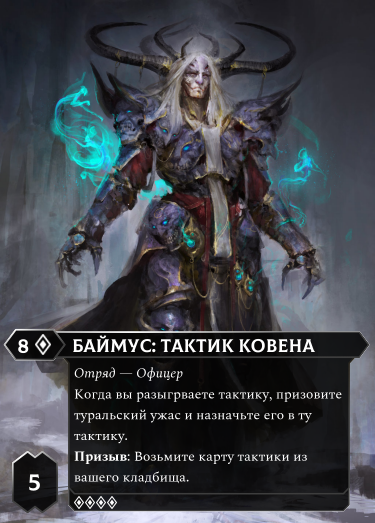 8
БАЙМУС: ТАКТИК КОВЕНА
Отряд — Офицер
Когда вы разыгрваете тактику, призовите
туральский ужас и назначьте его в ту
тактику.
Призыв: Возьмите карту тактики из
вашего кладбища.
5